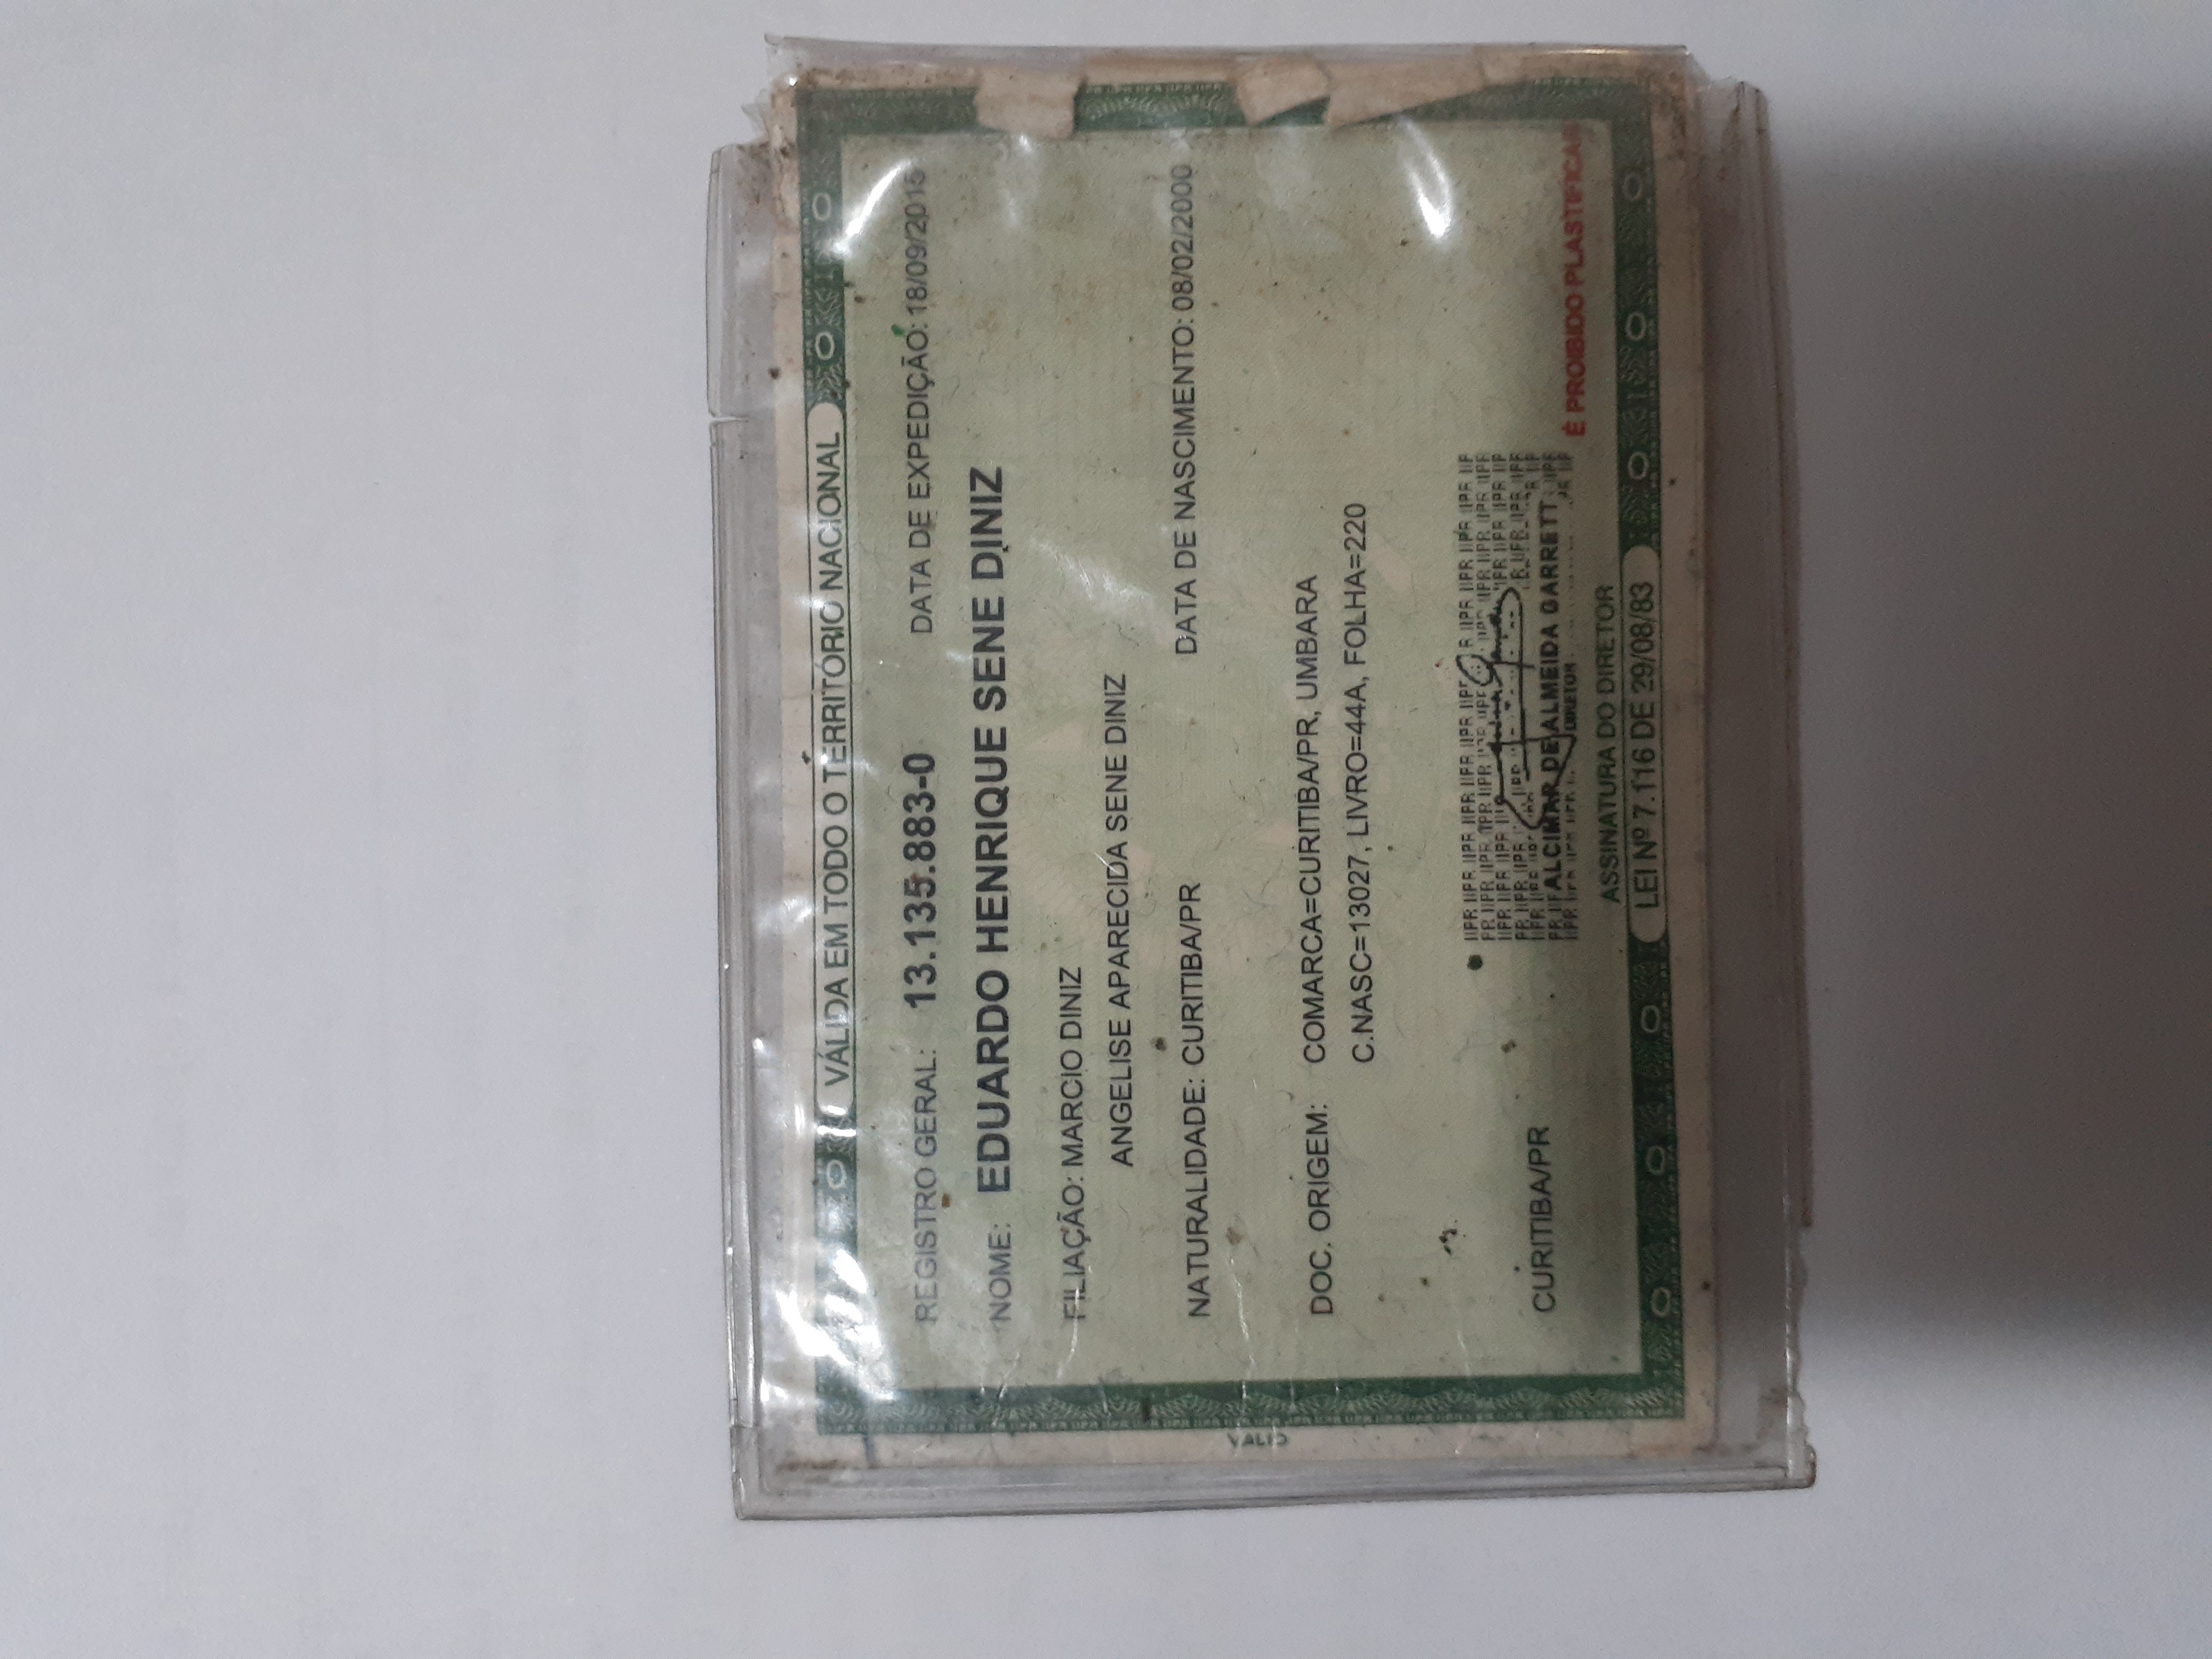 VÁLIDA EM TODO O TERRITÓRIO NACIONAL
REGISTRO GERAL: 13.135.883-0 DATA DE EXPEDIÇÃO: 18/09/2015
NOME: EDUARDO HENRIQUE SENE DINIZ
FILIAÇÃO: MARCIO DINIZ
ANGELISE APARECIDA SENE DINIZ
NATURALIDADE: CURITIBA/PR DATA DE NASCIMENTO: 08/02/2000
DOC. ORIGEM: COMARCA=CURITIBA/PR, UMBARA
C.NASC=13027, LIVRO=44A, FOLHA=220
CURITIBA/PR
ALCIMAR DE ALMEIDA GARRETT
DIRETOR
É PROIBIDO PLASTIFICAR
ASSINATURA DO DIRETOR
LEI Nº 7.116 DE 29/08/83
VALID